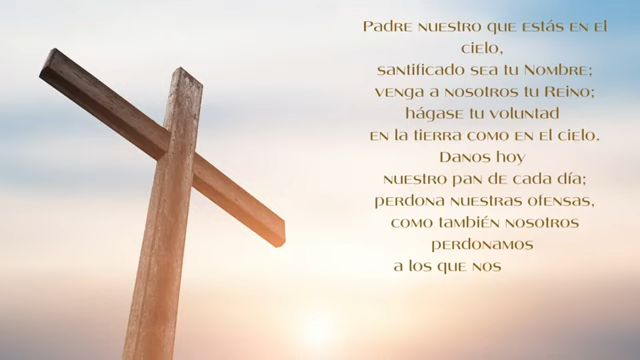 Padre nuestro que estás en el
cielo,
santificado sea tu Nombre;
venga a nosotros tu Reino;
hágase tu voluntad
en la tierra como en el cielo.
Danos hoy
nuestro pan de cada día;
perdona nuestras ofensas,
como también nosotros
perdonamos
a los que nos